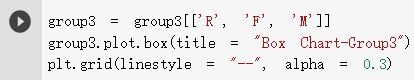 group3 = group3[['R', 'F', 'M']]
group3.plot.box(title = "Box Chart-Group3")
plt.grid(linestyle = "--", alpha = 0.3)